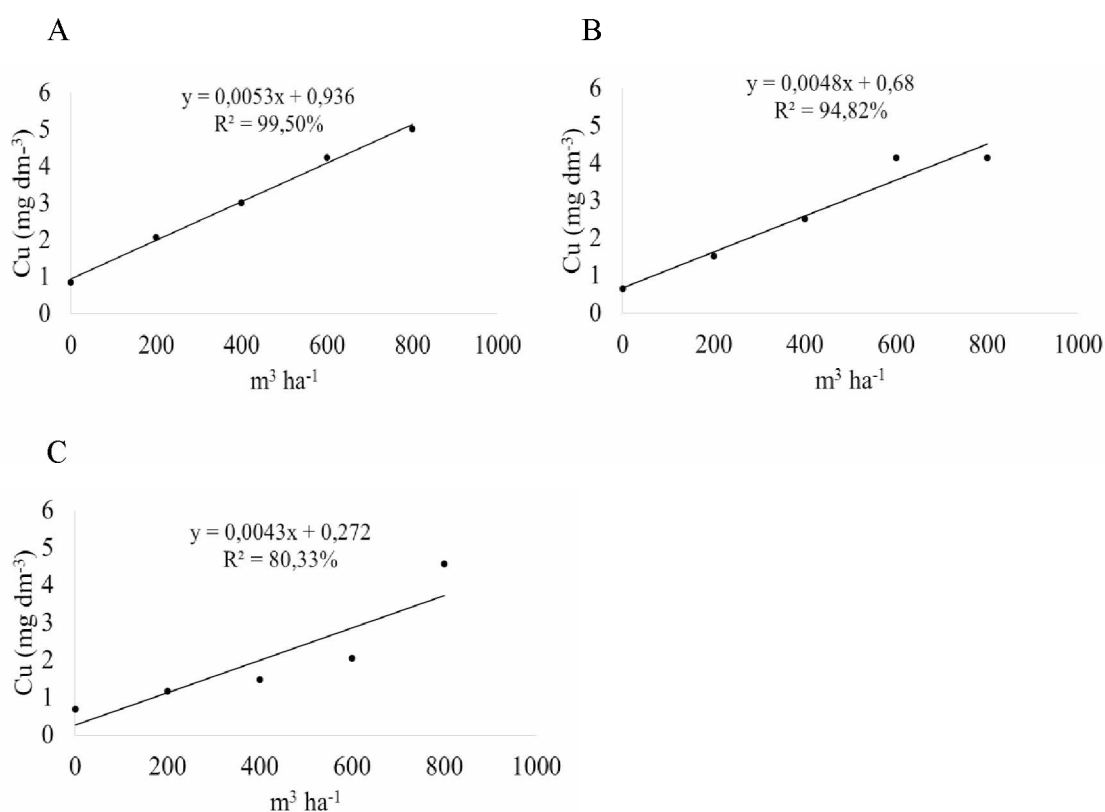 A
y = 0,0053x + 0,936
R² = 99,50%
Cu (mg dm-³)
6
5
4
3
2
1
0
0 200 400 600 800 1000
m³ ha⁻¹
B
y = 0,0048x + 0,68
R² = 94,82%
Cu (mg dm⁻³)
6
5
4
3
2
1
0
0 200 400 600 800 1000
m³ ha⁻¹
C
y = 0,0043x + 0,272
R² = 80,33%
Cu (mg dm⁻³)
6
5
4
3
2
1
0
0 200 400 600 800 1000
m³ ha⁻¹